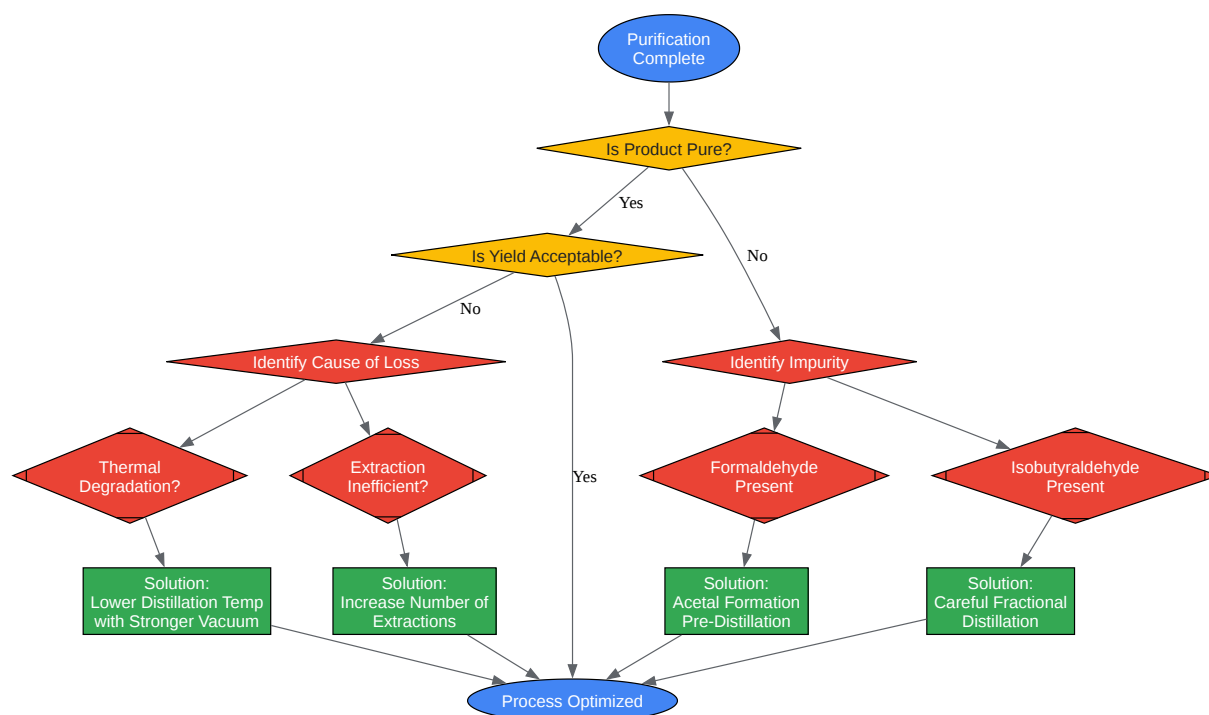 Purification
Complete
Is Product Pure?
Yes
Is Yield Acceptable?
No
No
Identify Cause of Loss
Identify Impurity
Thermal
Degradation?
Extraction
Inefficient?
Yes
Formaldehyde
Present
Isobutyraldehyde
Present
Solution:
Lower Distillation Temp
with Stronger Vacuum
Solution:
Increase Number of
Extractions
Solution:
Acetal Formation
Pre-Distillation
Solution:
Careful Fractional
Distillation
Process Optimized